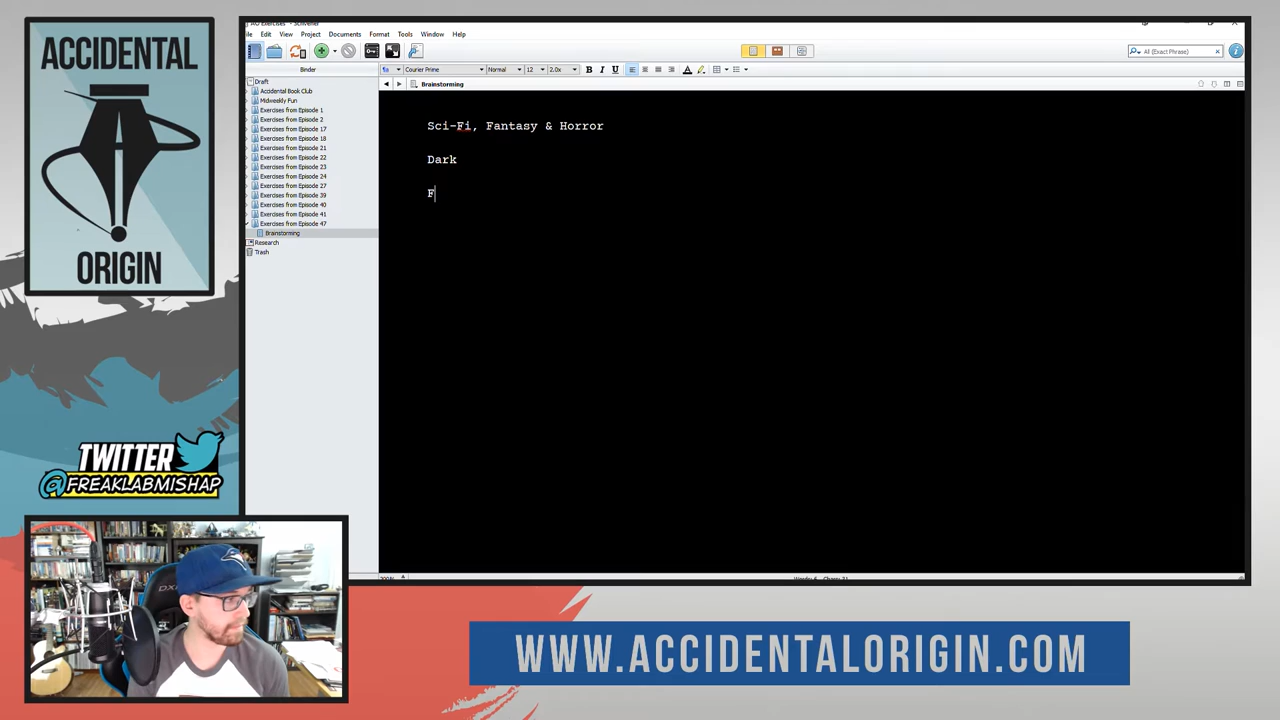 ACCIDENTAL
ORIGIN
File Edit View Project Documents Format Tools Window Help
Binder
Courier Prime Normal 12 2.0x B I U
All (Exact Phrase)
Brainstorming
Draft
Accidental Book Club
Midweekly Fun
Exercises from Episode 1
Exercises from Episode 2
Exercises from Episode 17
Exercises from Episode 18
Exercises from Episode 21
Exercises from Episode 22
Exercises from Episode 23
Exercises from Episode 24
Exercises from Episode 27
Exercises from Episode 39
Exercises from Episode 40
Exercises from Episode 41
Exercises from Episode 47
Brainstorming
Research
Trash
Sci-Fi, Fantasy & Horror
Dark
F
TWITTER
@FREAKLABMISHAP
WWW.ACCIDENTALORIGIN.COM